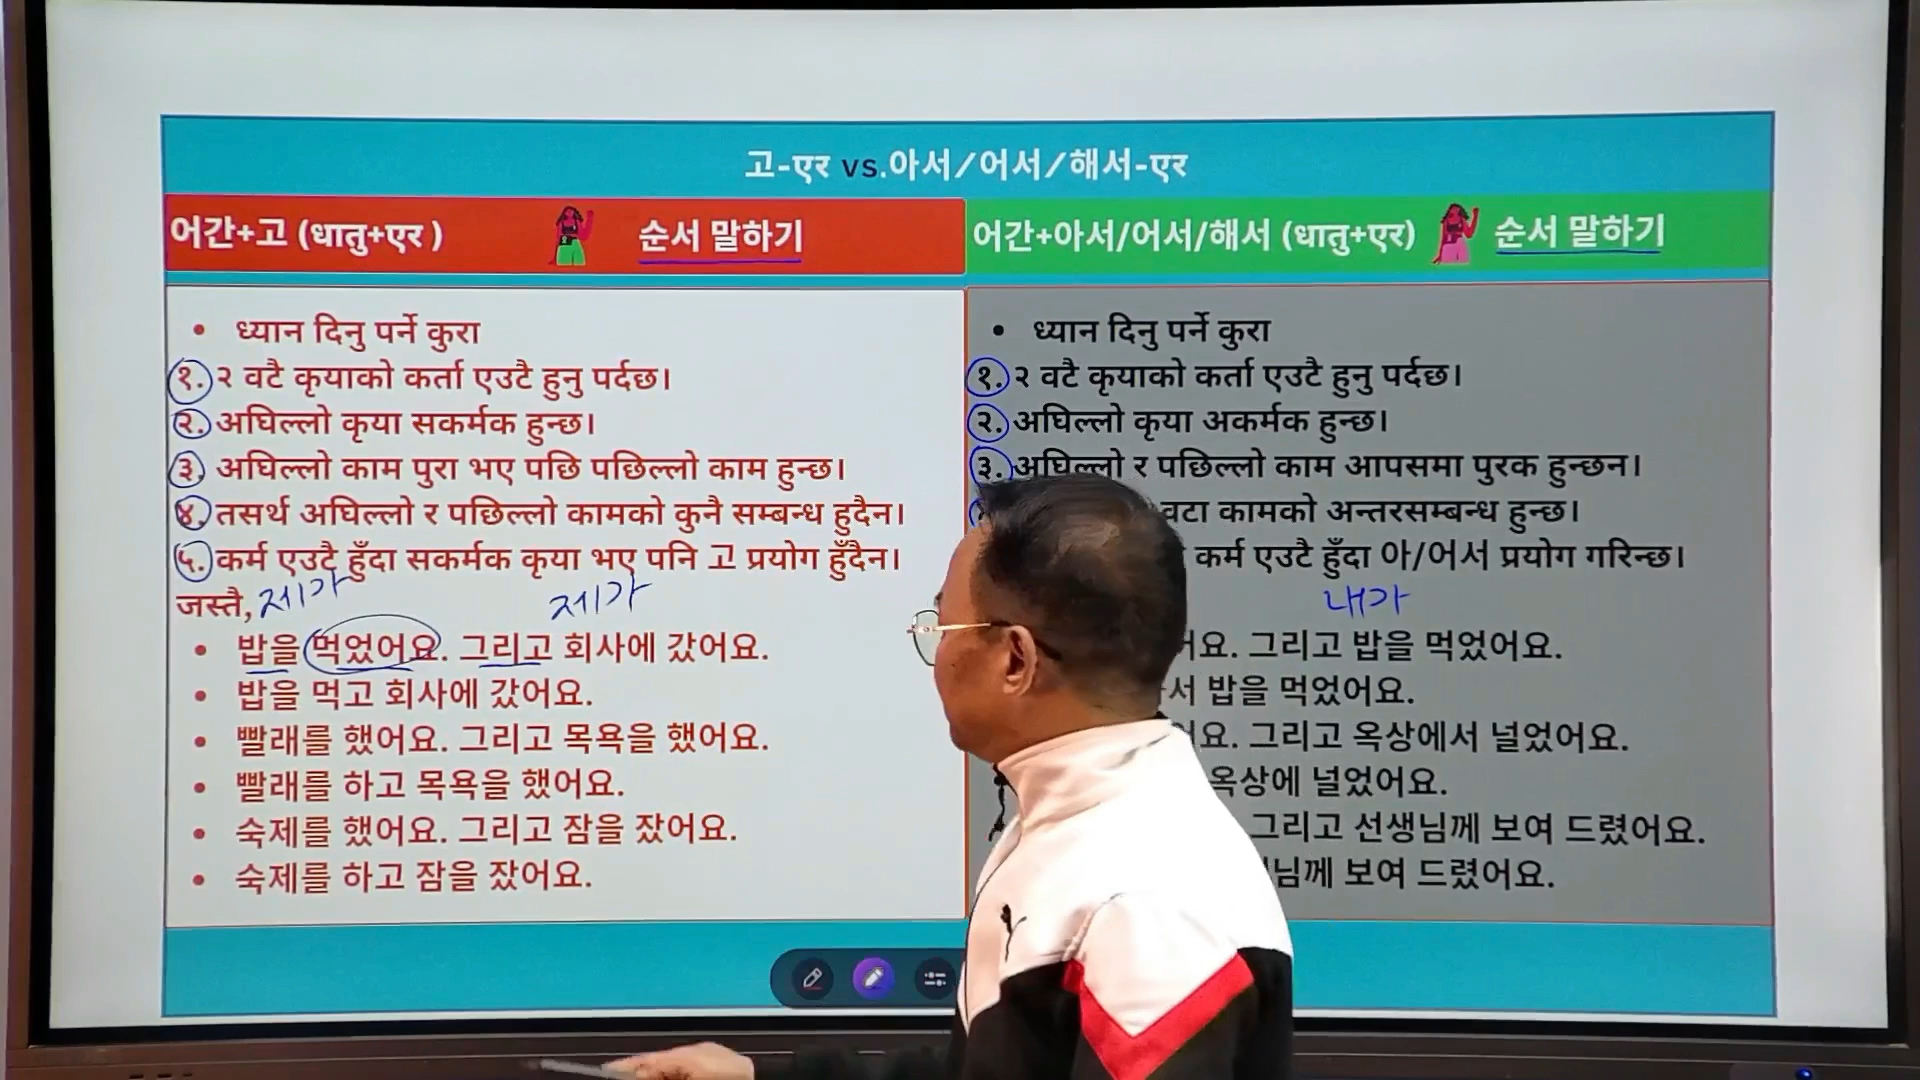 고-एर vs.아서/어서/해서-एर
어간+고 (धातु+एर )
순서 말하기
• ध्यान दिनु पर्ने कुरा
१. २ वटै कृयाको कर्ता एउटै हुनु पर्दछ।
२. अघिल्लो कृया सकर्मक हुन्छ।
३. अघिल्लो काम पुरा भए पछि पछिल्लो काम हुन्छ।
४. तसर्थ अघिल्लो र पछिल्लो कामको कुनै सम्बन्ध हुदैन।
५. कर्म एउटै हुँदा सकर्मक कृया भए पनि 고 प्रयोग हुँदैन।
जस्तै, 제가 제가
• 밥을 먹었어요. 그리고 회사에 갔어요.
• 밥을 먹고 회사에 갔어요.
• 빨래를 했어요. 그리고 목욕을 했어요.
• 빨래를 하고 목욕을 했어요.
• 숙제를 했어요. 그리고 잠을 잤어요.
• 숙제를 하고 잠을 잤어요.
어간+아서/어서/해서 (धातु+एर)
순서 말하기
• ध्यान दिनु पर्ने कुरा
१. २ वटै कृयाको कर्ता एउटै हुनु पर्दछ।
२. अघिल्लो कृया अकर्मक हुन्छ।
३. अघिल्लो र पछिल्लो काम आपसमा पुरक हुन्छन।
वटा कामको अन्तरसम्बन्ध हुन्छ।
कर्म एउटै हुँदा 아/어서 प्रयोग गरिन्छ।
내가
어요. 그리고 밥을 먹었어요.
서 밥을 먹었어요.
어요. 그리고 옥상에서 널었어요.
옥상에 널었어요.
그리고 선생님께 보여 드렸어요.
님께 보여 드렸어요.